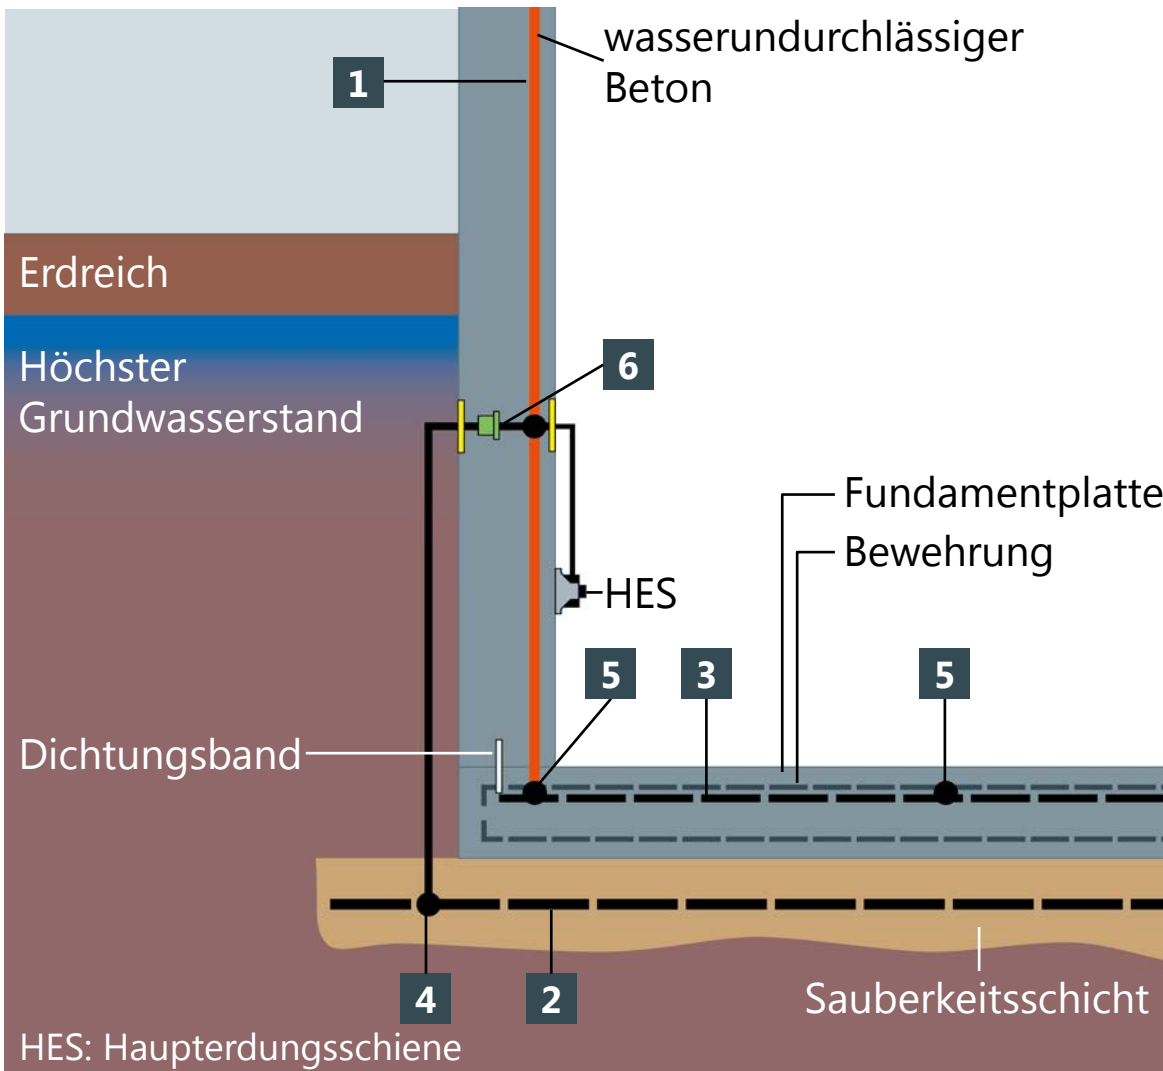 wasserundurchlässiger
Beton
1
Erdreich
Höchster
Grundwasserstand
6
Fundamentplatte
Bewehrung
HES
5
3
5
Dichtungsband
4
2
Sauberkeitsschicht
HES: Haupterdungsschiene